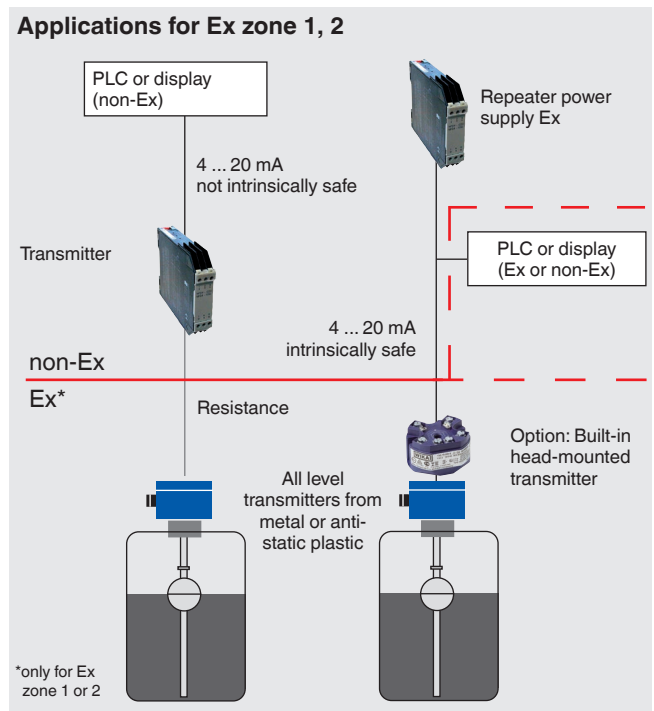 Applications for Ex zone 1, 2
PLC or display
(non-Ex)
Repeater power
supply Ex
4 ... 20 mA
not intrinsically safe
Transmitter
PLC or display
(Ex or non-Ex)
4 ... 20 mA
intrinsically safe
non-Ex
Ex*
Resistance
Option: Built-in
head-mounted
transmitter
WIKA
All level
transmitters from
metal or anti-
static plastic
*only for Ex
zone 1 or 2